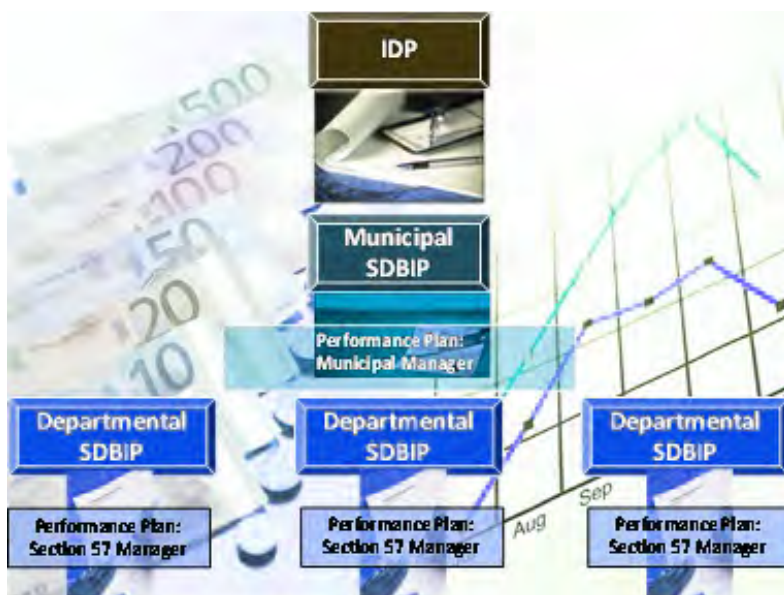 IDP
500
200
100
50
20
10
Municipal
SDBIP
Performance Plan:
Municipal Manager
Departmental
SDBIP
Departmental
SDBIP
Departmental
SDBIP
Performance Plan:
Section 57 Manager
Performance Plan:
Section 57 Manager
Performance Plan:
Section 57 Manager
Aug
Sep